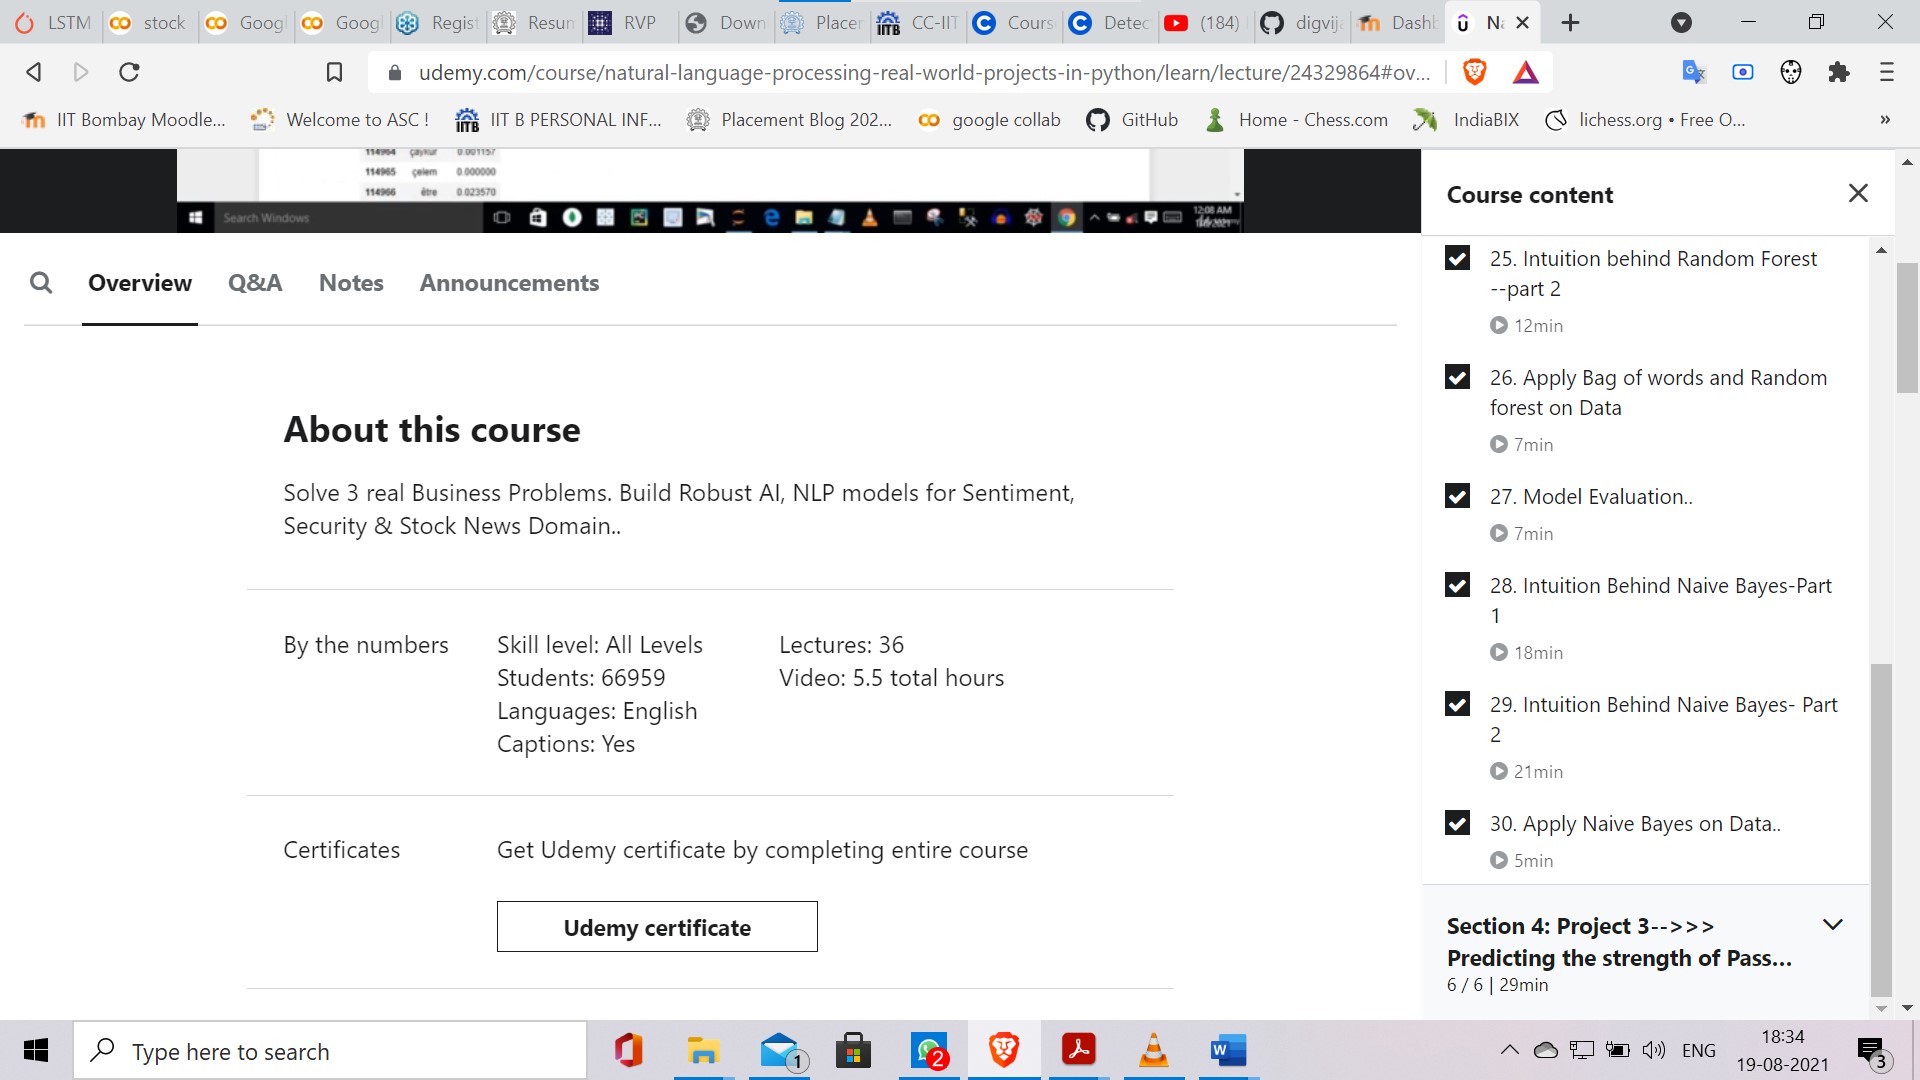 LSTM
stock
Googl
Goog
Regist
Resun
RVP
Down
Placer
CC-IIT
Cours
Detec
(184)
digvija
Dashb
Na
udemy.com/course/natural-language-processing-real-world-projects-in-python/learn/lecture/24329864#ov...
IIT Bombay Moodle...
Welcome to ASC !
IIT B PERSONAL INF...
Placement Blog 202...
google collab
GitHub
Home - Chess.com
IndiaBIX
lichess.org • Free O...
»
114964 çaykur 0.001157
114965 çelem 0.000000
114966 être 0.023570
Search Windows
12:08 AM
Overview
Q&A
Notes
Announcements
About this course
Solve 3 real Business Problems. Build Robust AI, NLP models for Sentiment,
Security & Stock News Domain..
By the numbers
Skill level: All Levels
Students: 66959
Languages: English
Captions: Yes
Lectures: 36
Video: 5.5 total hours
Certificates
Get Udemy certificate by completing entire course
Udemy certificate
Course content
25. Intuition behind Random Forest
--part 2
12min
26. Apply Bag of words and Random
forest on Data
7min
27. Model Evaluation..
7min
28. Intuition Behind Naive Bayes-Part
1
18min
29. Intuition Behind Naive Bayes- Part
2
21min
30. Apply Naive Bayes on Data..
5min
Section 4: Project 3-->>>
Predicting the strength of Pass...
6 / 6 | 29min
Type here to search
1
2
ENG
18:34
19-08-2021
3